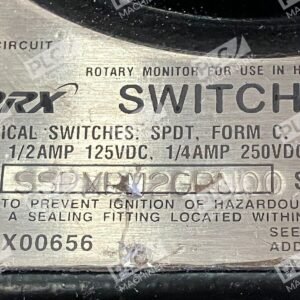 CIRCUIT
ROTARY MONITOR FOR USE IN H
ORX SWITCH
ICAL SWITCHES: SPDT, FORM C,
1/2AMP 125VDC, 1/4AMP 250VDC
TO PREVENT IGNITION OF HAZARDOU
A SEALING FITTING LOCATED WITHIN
X00656 SEE
ADD